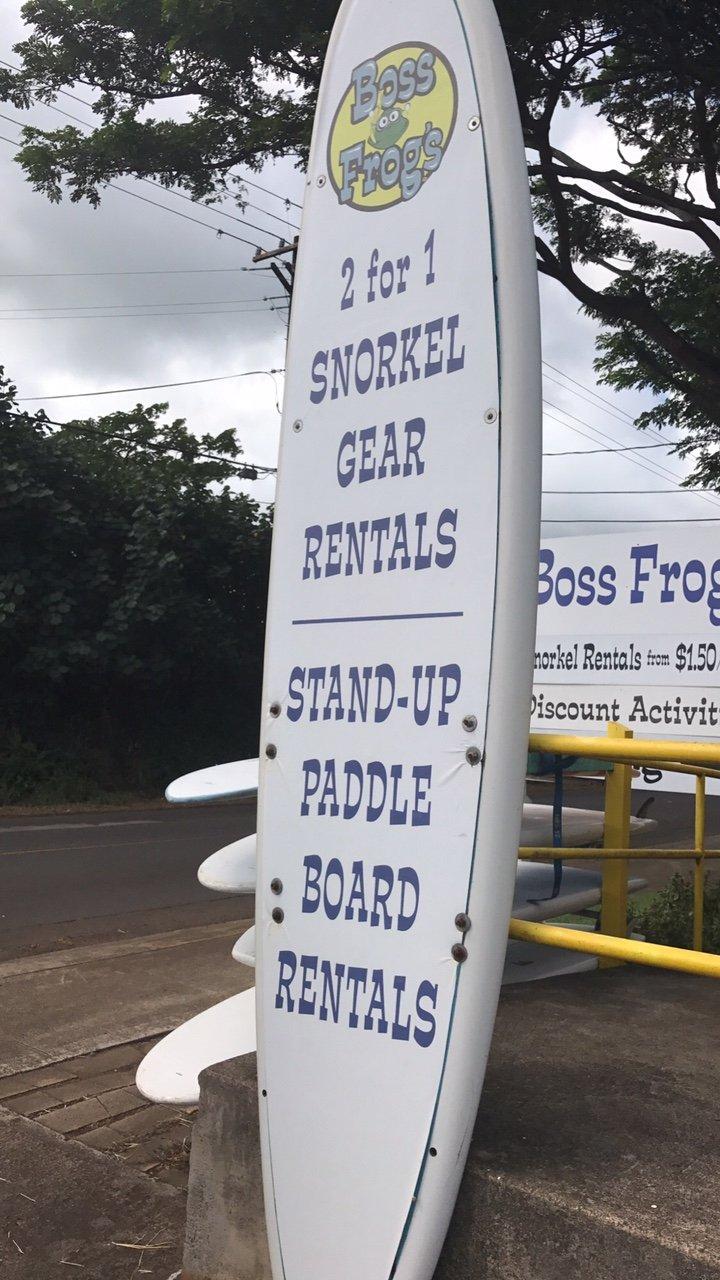 Boss
Frog's
2 for 1
SNORKEL
GEAR
RENTALS
STAND-UP
PADDLE
BOARD
RENTALS
Boss Frog
norkel Rentals from $1.50
Discount Activit